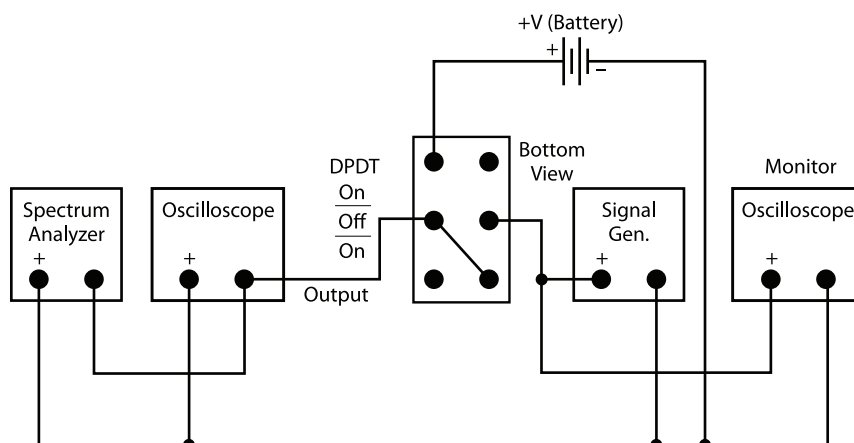 +V (Battery)
+
–
DPDT
On
Off
On
Bottom
View
Monitor
Spectrum
Analyzer
+
Oscilloscope
+
Output
Signal
Gen.
+
Oscilloscope
+